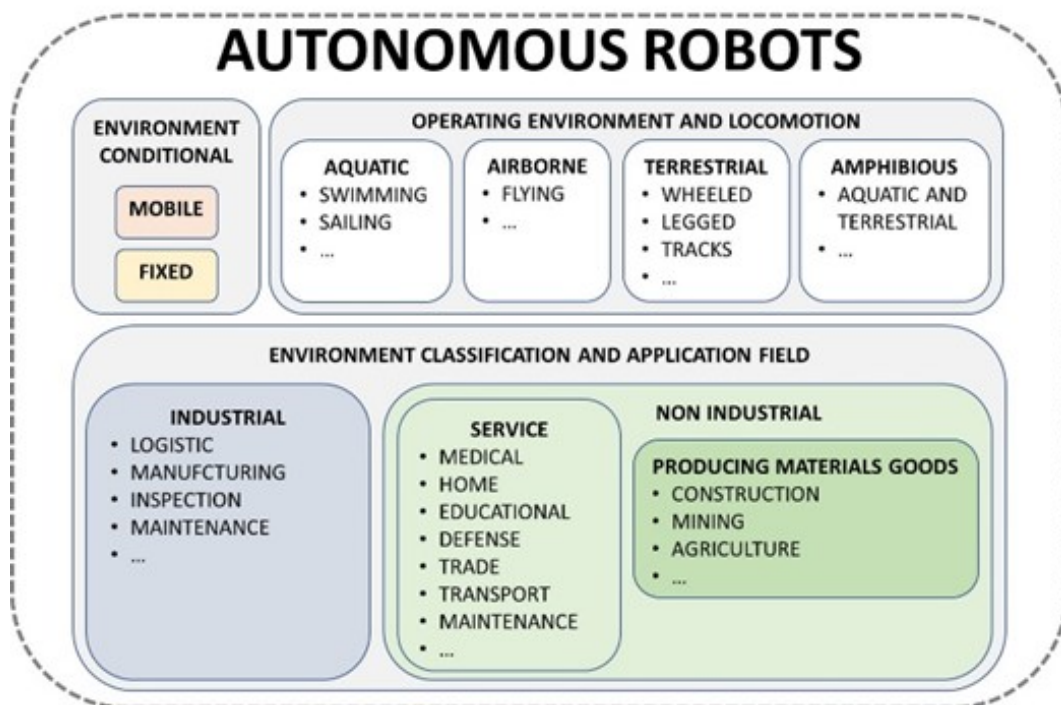 AUTONOMOUS ROBOTS
ENVIRONMENT
CONDITIONAL
MOBILE
FIXED
OPERATING ENVIRONMENT AND LOCOMOTION
AQUATIC
• SWIMMING
• SAILING
• ...
AIRBORNE
• FLYING
• ...
TERRESTRIAL
• WHEELED
• LEGGED
• TRACKS
• ...
AMPHIBIOUS
• AQUATIC AND
TERRESTRIAL
• ...
ENVIRONMENT CLASSIFICATION AND APPLICATION FIELD
INDUSTRIAL
• LOGISTIC
• MANUFCTURING
• INSPECTION
• MAINTENANCE
• ...
NON INDUSTRIAL
SERVICE
• MEDICAL
• HOME
• EDUCATIONAL
• DEFENSE
• TRADE
• TRANSPORT
• MAINTENANCE
• ...
PRODUCING MATERIALS GOODS
• CONSTRUCTION
• MINING
• AGRICULTURE
• ...